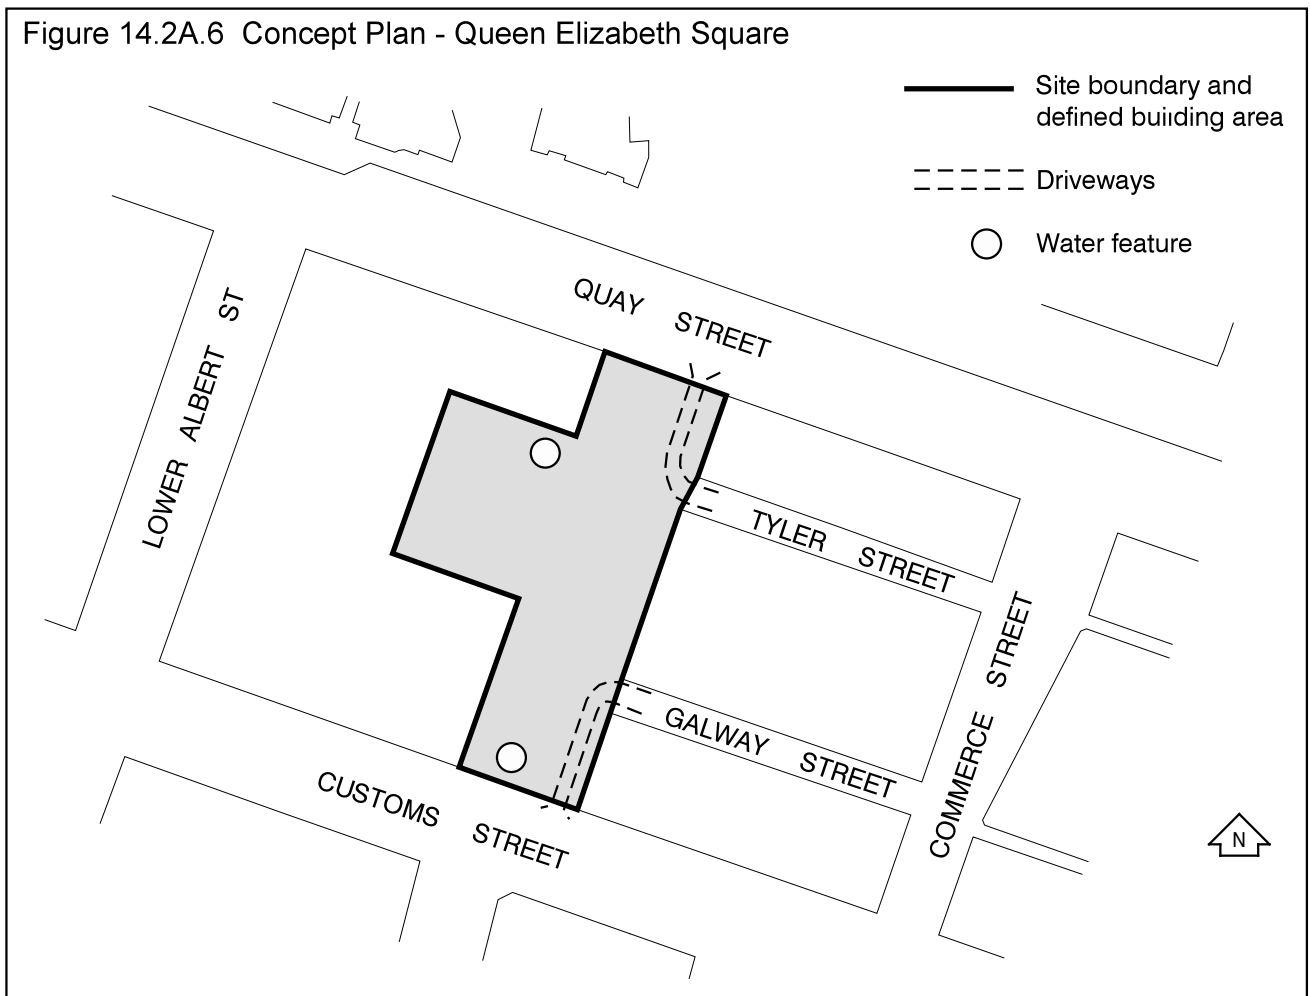 Figure 14.2A.6 Concept Plan - Queen Elizabeth Square
Site boundary and
defined building area
Driveways
Water feature
QUAY STREET
LOWER ALBERT ST
TYLER STREET
GALWAY STREET
COMMERCE STREET
CUSTOMS STREET
N